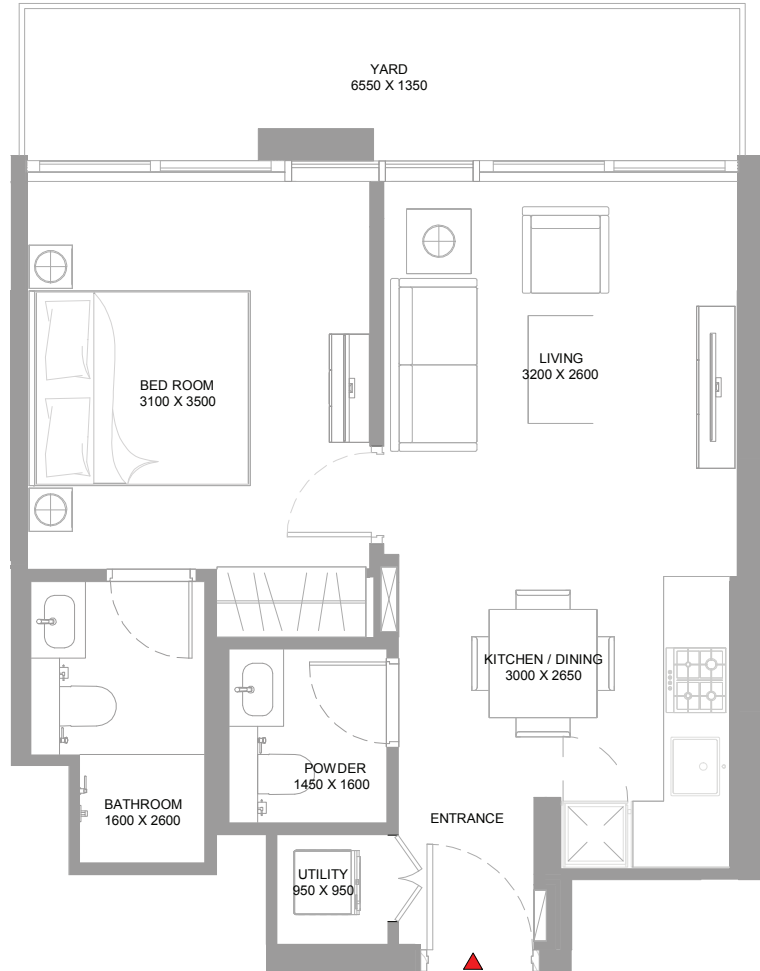 YARD
6550 X 1350
BED ROOM
3100 X 3500
LIVING
3200 X 2600
KITCHEN / DINING
3000 X 2650
POWDER
1450 X 1600
BATHROOM
1600 X 2600
ENTRANCE
UTILITY
950 X 950